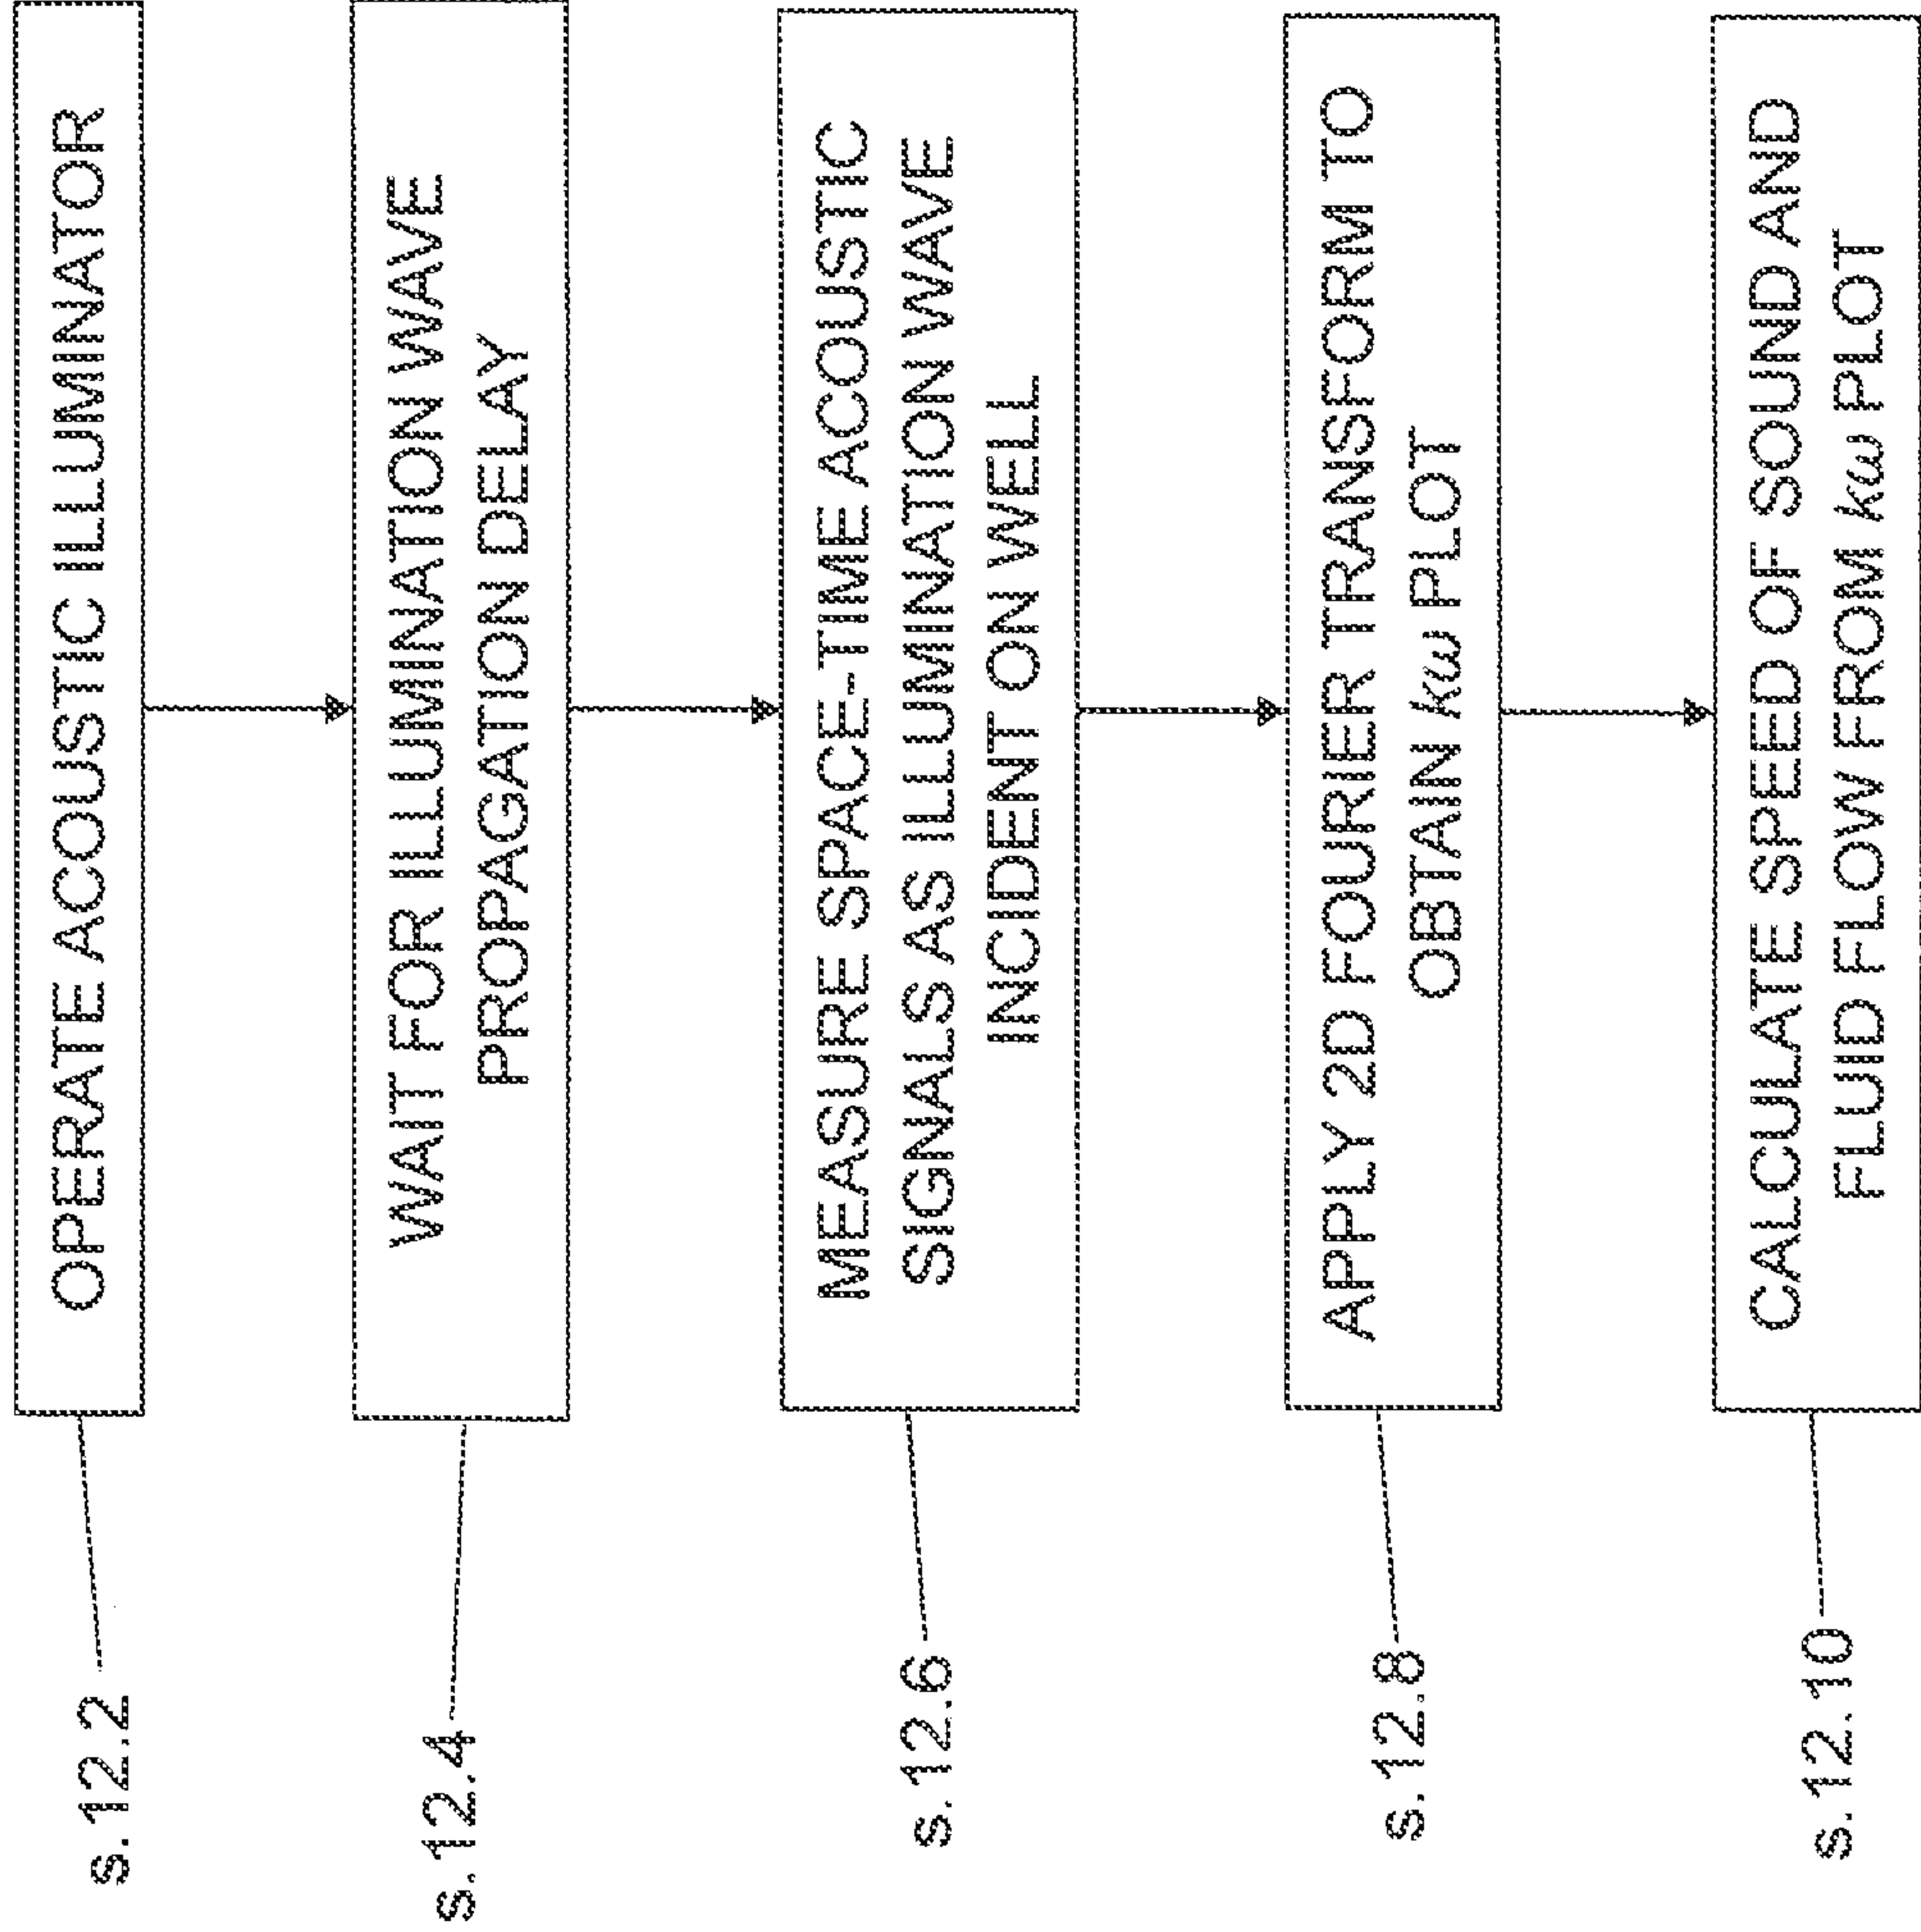 s.12.2
OPERATE ACOUSTIC ILLUMINATOR
s.12.4
WAIT FOR ILLUMINATION WAVE
PROPAGATION DELAY
s.12.6
MEASURE SPACE-TIME ACOUSTIC
SIGNALS AS ILLUMINATION WAVE
INCIDENT ON WELL
s.12.8
APPLY 2D FOURIER TRANSFORM TO
OBTAIN kω PLOT
s.12.10
CALCULATE SPEED OF SOUND AND
FLUID FLOW FROM kω PLOT